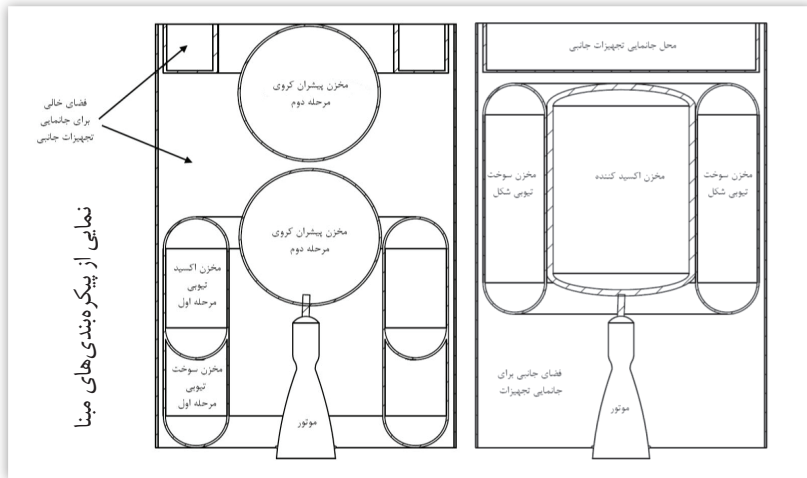 نمایی از پیکره‌بندی‌های مبنا
محل جانمایی تجهیزات جانبی
مخزن سوخت
تیوبی شکل
مخزن اکسید کننده
مخزن سوخت
تیوبی شکل
فضای جانبی برای
جانمایی تجهیزات
موتور
فضای خالی
برای جانمایی
تجهیزات جانبی
مخزن پیشران کروی
مرحله دوم
مخزن پیشران کروی
مرحله دوم
مخزن اکسید
تیوبی
مرحله اول
مخزن سوخت
تیوبی
مرحله اول
موتور